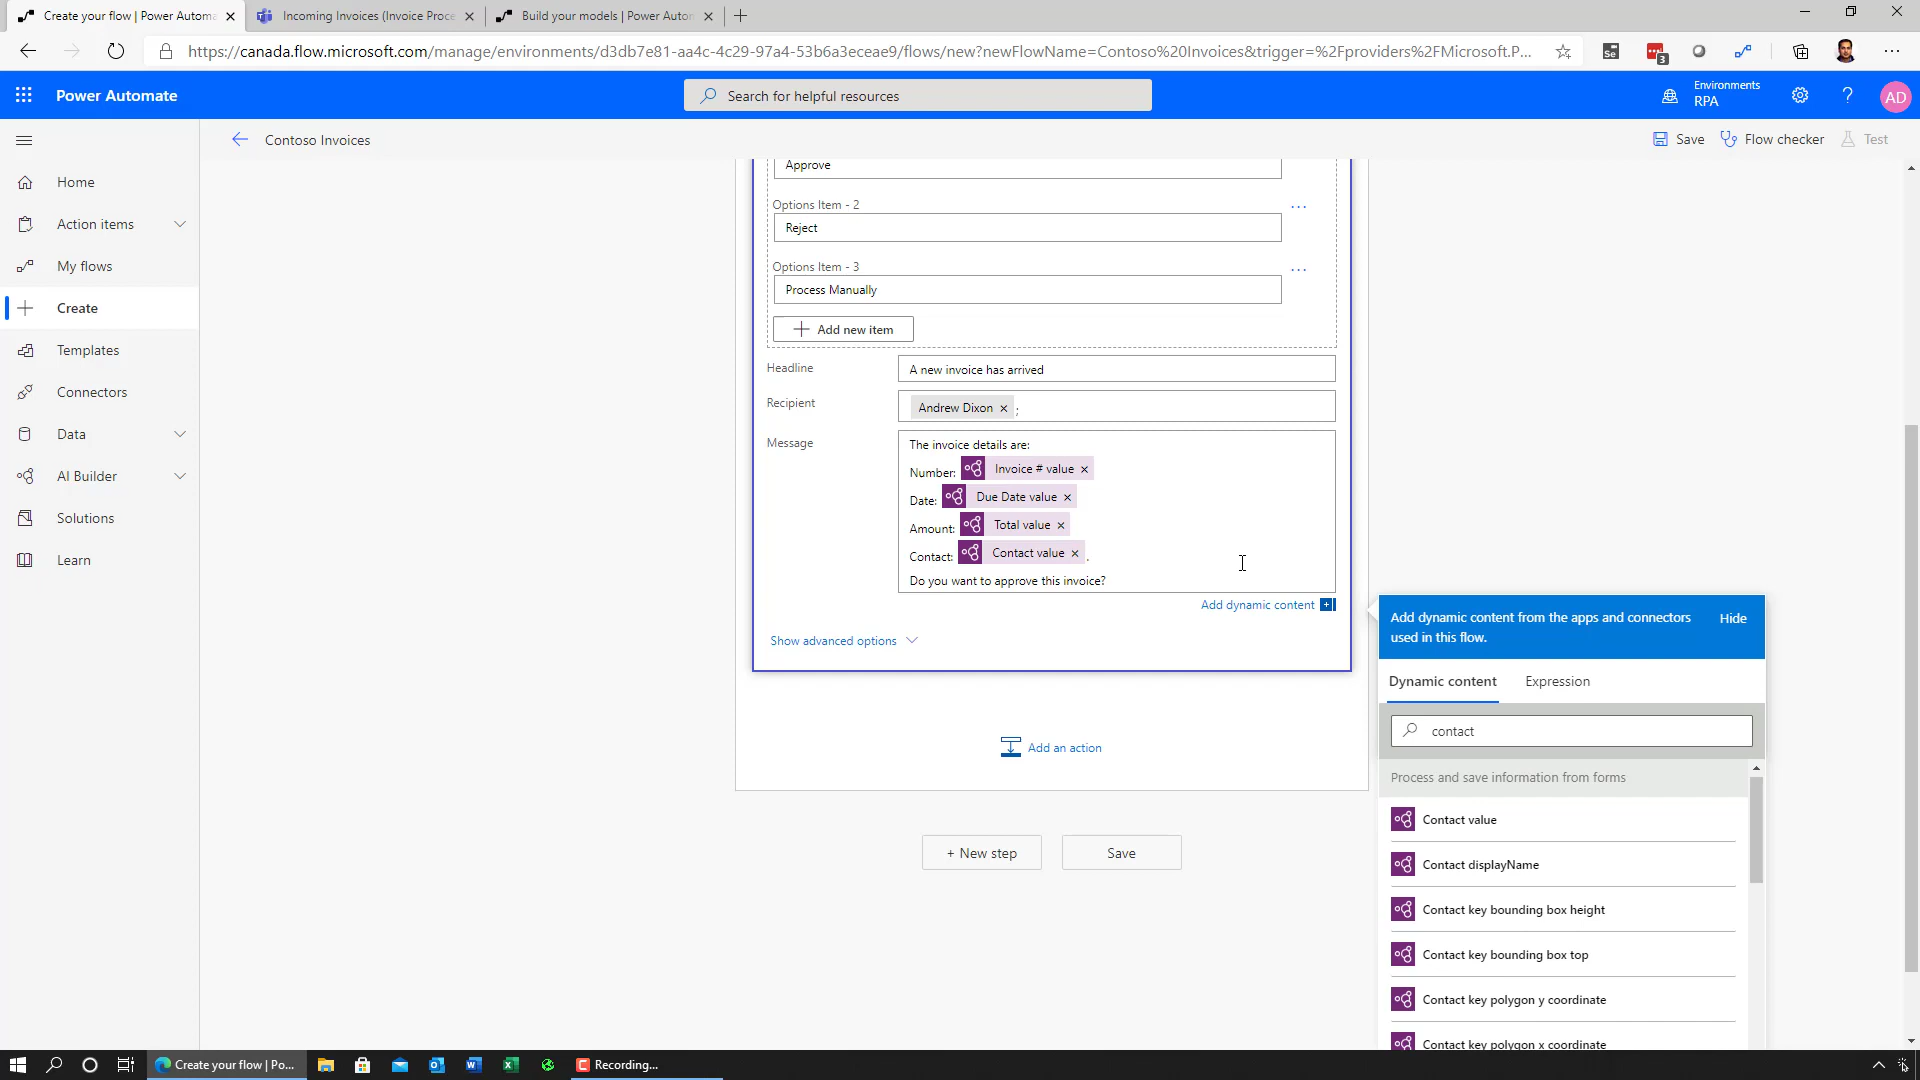 Create your flow | Power Automa
Incoming Invoices (Invoice Proce
Build your models | Power Autor
https://canada.flow.microsoft.com/manage/environments/d3db7e81-aa4c-4c29-97a4-53b6a3eceae9/flows/new?newFlowName=Contoso%20Invoices&trigger=%2Fproviders%2FMicrosoft.P...
Se
3
Power Automate
Search for helpful resources
Environments
RPA
?
AD
Contoso Invoices
Save
Flow checker
Test
Home
Action items
My flows
Create
Templates
Connectors
Data
AI Builder
Solutions
Learn
Approve
Options Item - 2
Reject
Options Item - 3
Process Manually
Add new item
Headline
A new invoice has arrived
Recipient
Andrew Dixon × ;
Message
The invoice details are:
Number: Invoice # value ×
Date: Due Date value ×
Amount: Total value ×
Contact: Contact value × .
Do you want to approve this invoice?
Add dynamic content
Show advanced options
Add an action
+ New step
Save
Add dynamic content from the apps and connectors
used in this flow.
Hide
Dynamic content
Expression
contact
Process and save information from forms
Contact value
Contact displayName
Contact key bounding box height
Contact key bounding box top
Contact key polygon y coordinate
Contact key polygon x coordinate
Create your flow | Po...
Recording...